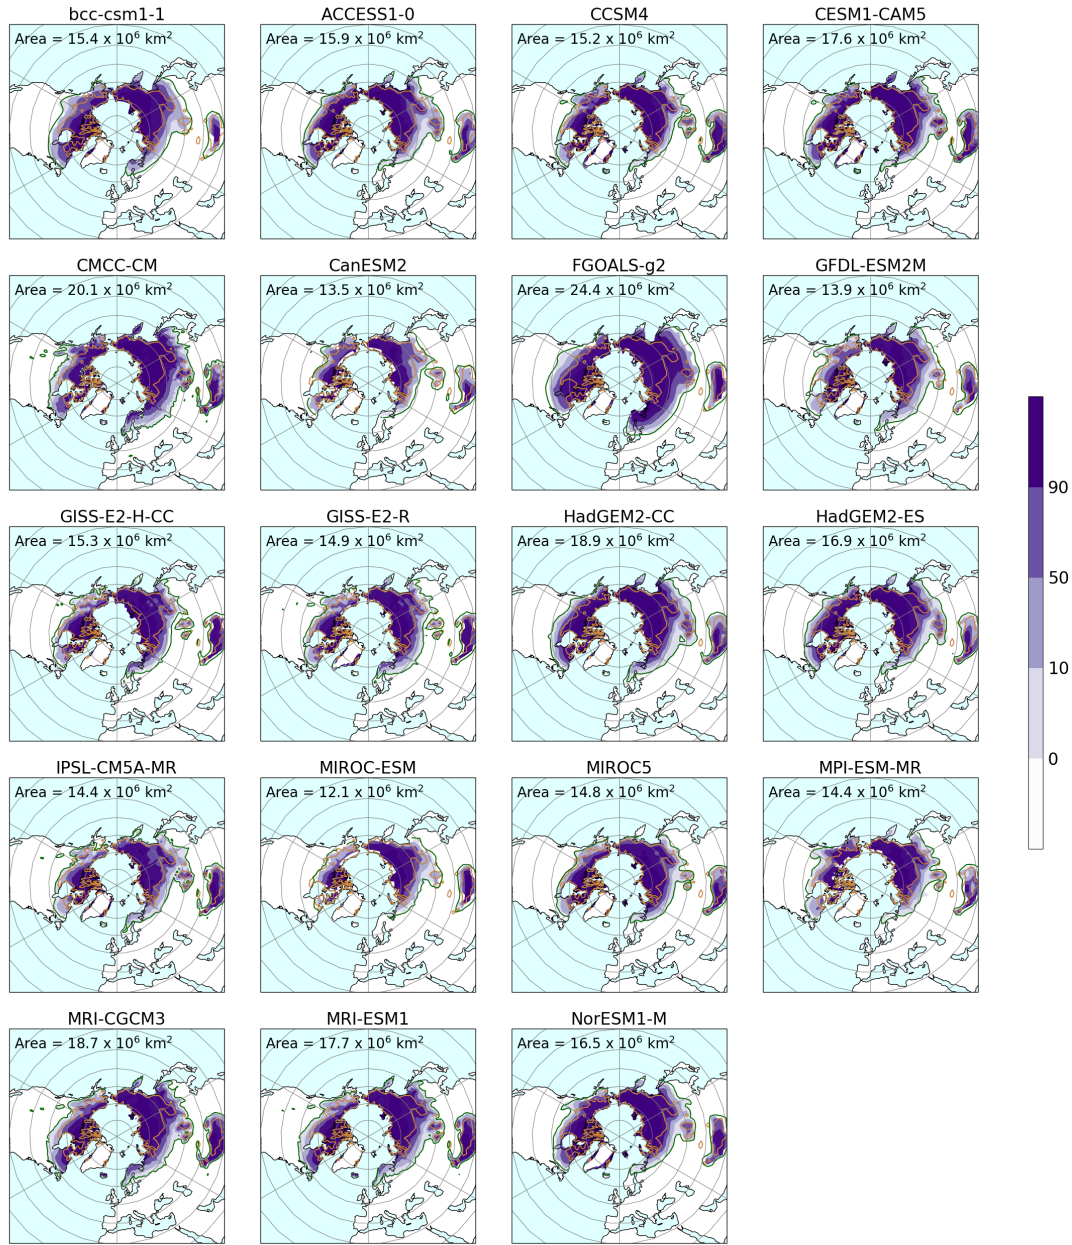 bcc-csm1-1
Area = 15.4 x 10⁶ km²
ACCESS1-0
Area = 15.9 x 10⁶ km²
CCSM4
Area = 15.2 x 10⁶ km²
CESM1-CAM5
Area = 17.6 x 10⁶ km²
CMCC-CM
Area = 20.1 x 10⁶ km²
CanESM2
Area = 13.5 x 10⁶ km²
FGOALS-g2
Area = 24.4 x 10⁶ km²
GFDL-ESM2M
Area = 13.9 x 10⁶ km²
GISS-E2-H-CC
Area = 15.3 x 10⁶ km²
GISS-E2-R
Area = 14.9 x 10⁶ km²
HadGEM2-CC
Area = 18.9 x 10⁶ km²
HadGEM2-ES
Area = 16.9 x 10⁶ km²
IPSL-CM5A-MR
Area = 14.4 x 10⁶ km²
MIROC-ESM
Area = 12.1 x 10⁶ km²
MIROC5
Area = 14.8 x 10⁶ km²
MPI-ESM-MR
Area = 14.4 x 10⁶ km²
MRI-CGCM3
Area = 18.7 x 10⁶ km²
MRI-ESM1
Area = 17.7 x 10⁶ km²
NorESM1-M
Area = 16.5 x 10⁶ km²
90
50
10
0